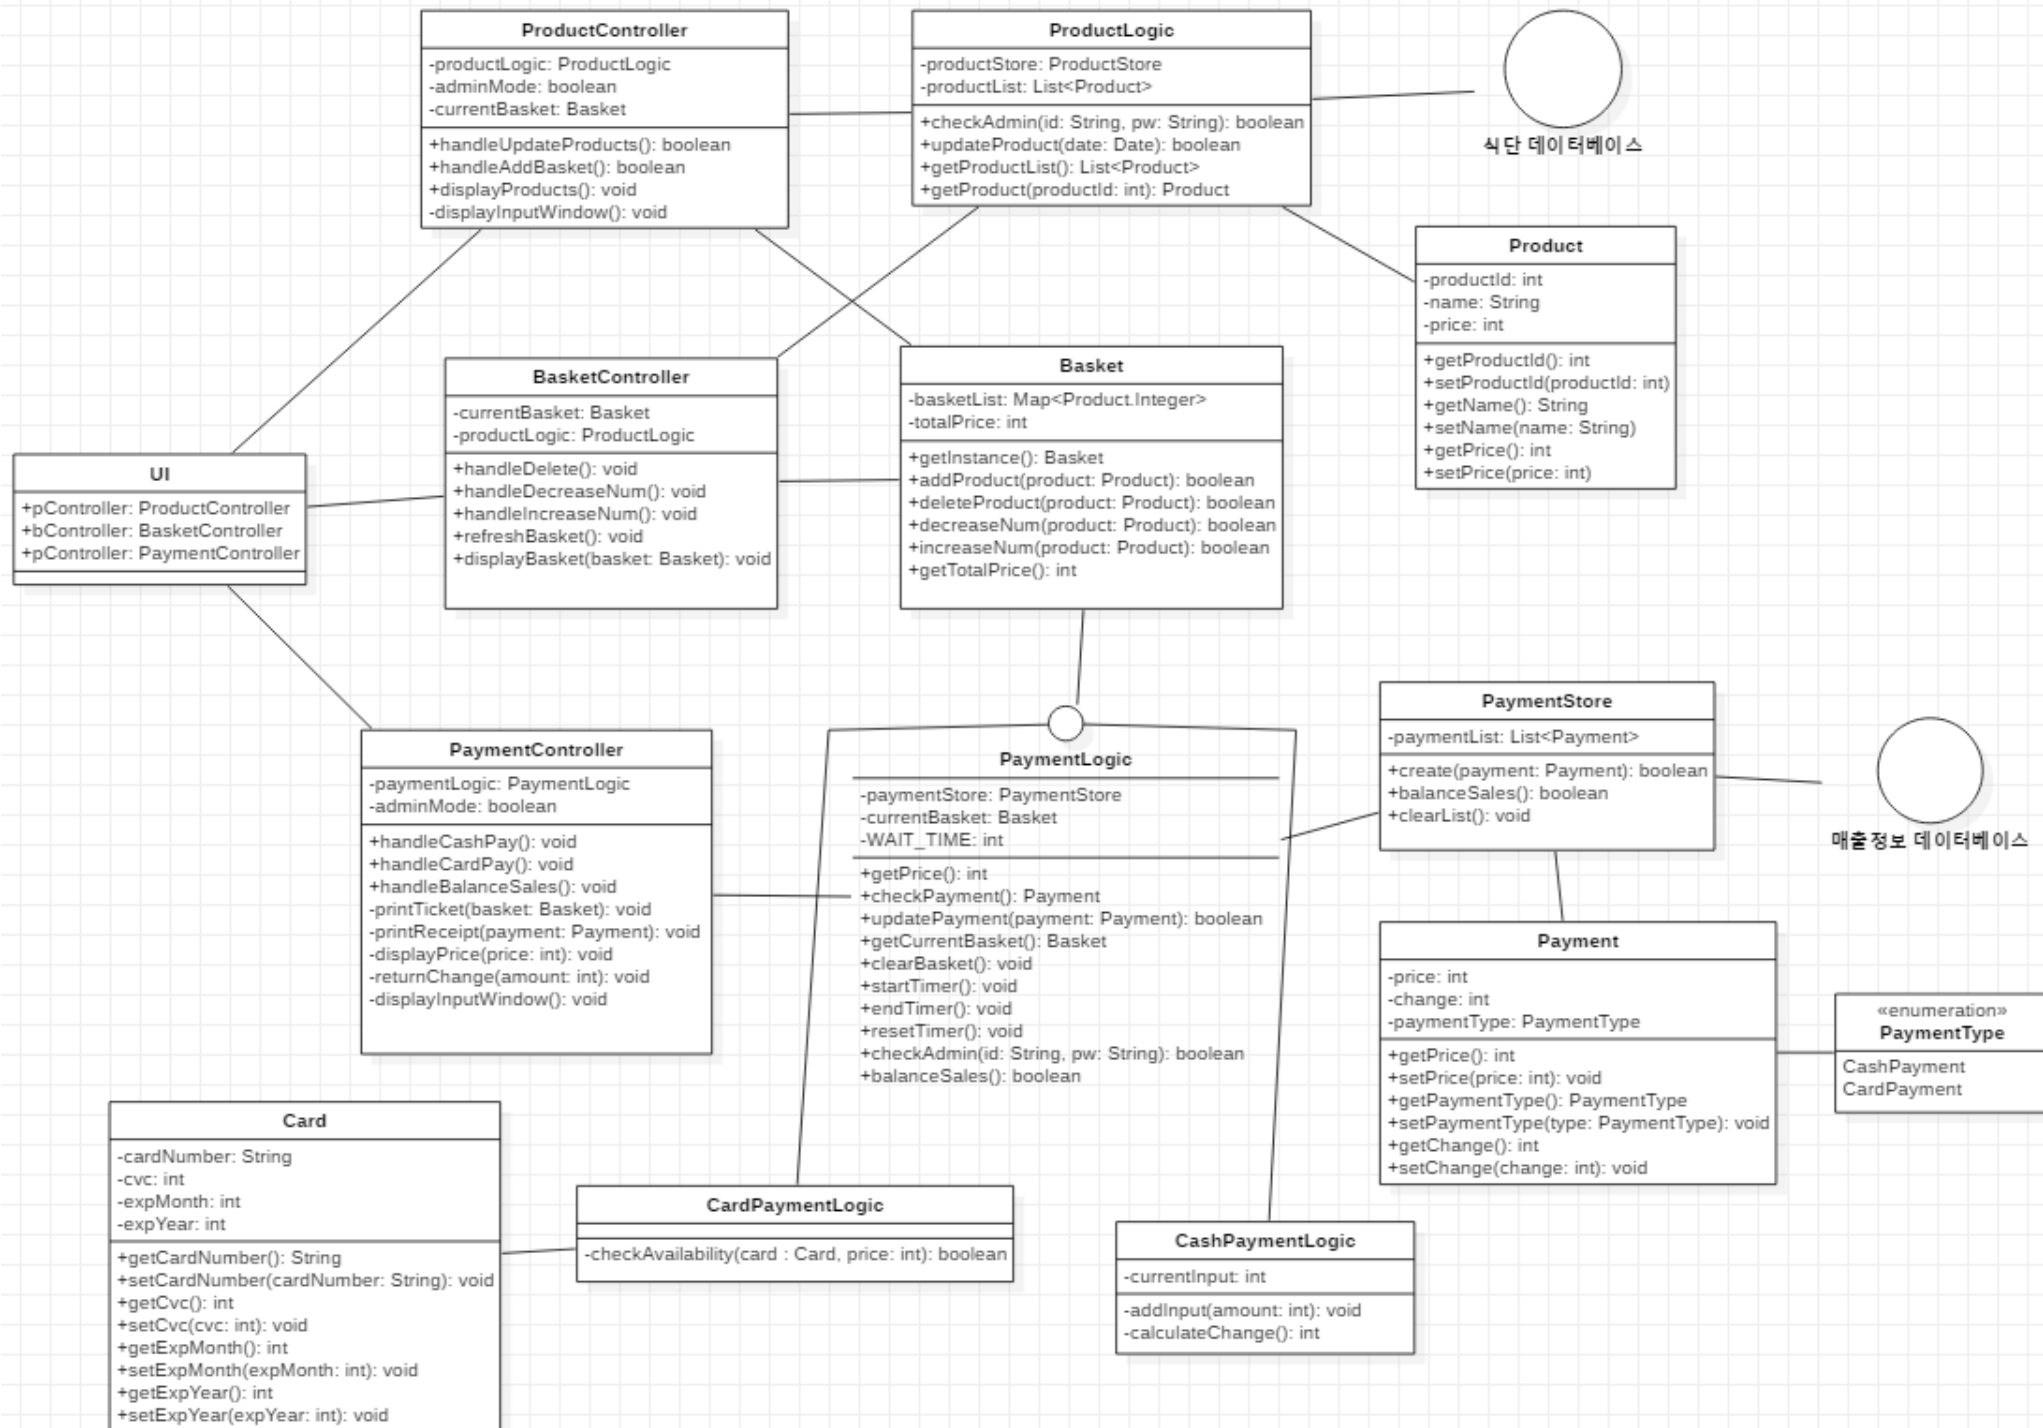 ProductController
-productLogic: ProductLogic
-adminMode: boolean
-currentBasket: Basket
+handleUpdateProducts(): boolean
+handleAddBasket(): boolean
+displayProducts(): void
-displayInputWindow(): void
ProductLogic
-productStore: ProductStore
-productList: List<Product>
+checkAdmin(id: String, pw: String): boolean
+updateProduct(date: Date): boolean
+getProductList(): List<Product>
+getProduct(productId: int): Product
식단 데이터베이스
Product
-productId: int
-name: String
-price: int
+getProductId(): int
+setProductId(productId: int)
+getName(): String
+setName(name: String)
+getPrice(): int
+setPrice(price: int)
BasketController
-currentBasket: Basket
-productLogic: ProductLogic
+handleDelete(): void
+handleDecreaseNum(): void
+handleIncreaseNum(): void
+refreshBasket(): void
+displayBasket(basket: Basket): void
Basket
-basketList: Map<Product.Integer>
-totalPrice: int
+getInstance(): Basket
+addProduct(product: Product): boolean
+deleteProduct(product: Product): boolean
+decreaseNum(product: Product): boolean
+increaseNum(product: Product): boolean
+getTotalPrice(): int
UI
+pController: ProductController
+bController: BasketController
+pController: PaymentController
PaymentController
-paymentLogic: PaymentLogic
-adminMode: boolean
+handleCashPay(): void
+handleCardPay(): void
+handleBalanceSales(): void
-printTicket(basket: Basket): void
-printReceipt(payment: Payment): void
-displayPrice(price: int): void
-returnChange(amount: int): void
-displayInputWindow(): void
PaymentLogic
-paymentStore: PaymentStore
-currentBasket: Basket
-WAIT_TIME: int
+getPrice(): int
+checkPayment(): Payment
+updatePayment(payment: Payment): boolean
+getCurrentBasket(): Basket
+clearBasket(): void
+startTimer(): void
+endTimer(): void
+resetTimer(): void
+checkAdmin(id: String, pw: String): boolean
+balanceSales(): boolean
PaymentStore
-paymentList: List<Payment>
+create(payment: Payment): boolean
+balanceSales(): boolean
+clearList(): void
매출정보 데이터베이스
Payment
-price: int
-change: int
-paymentType: PaymentType
+getPrice(): int
+setPrice(price: int): void
+getPaymentType(): PaymentType
+setPaymentType(type: PaymentType): void
+getChange(): int
+setChange(change: int): void
«enumeration»
PaymentType
CashPayment
CardPayment
Card
-cardNumber: String
-cvc: int
-expMonth: int
-expYear: int
+getCardNumber(): String
+setCardNumber(cardNumber: String): void
+getCvc(): int
+setCvc(cvc: int): void
+getExpMonth(): int
+setExpMonth(expMonth: int): void
+getExpYear(): int
+setExpYear(expYear: int): void
CardPaymentLogic
-checkAvailability(card : Card, price: int): boolean
CashPaymentLogic
-currentInput: int
-addInput(amount: int): void
-calculateChange(): int